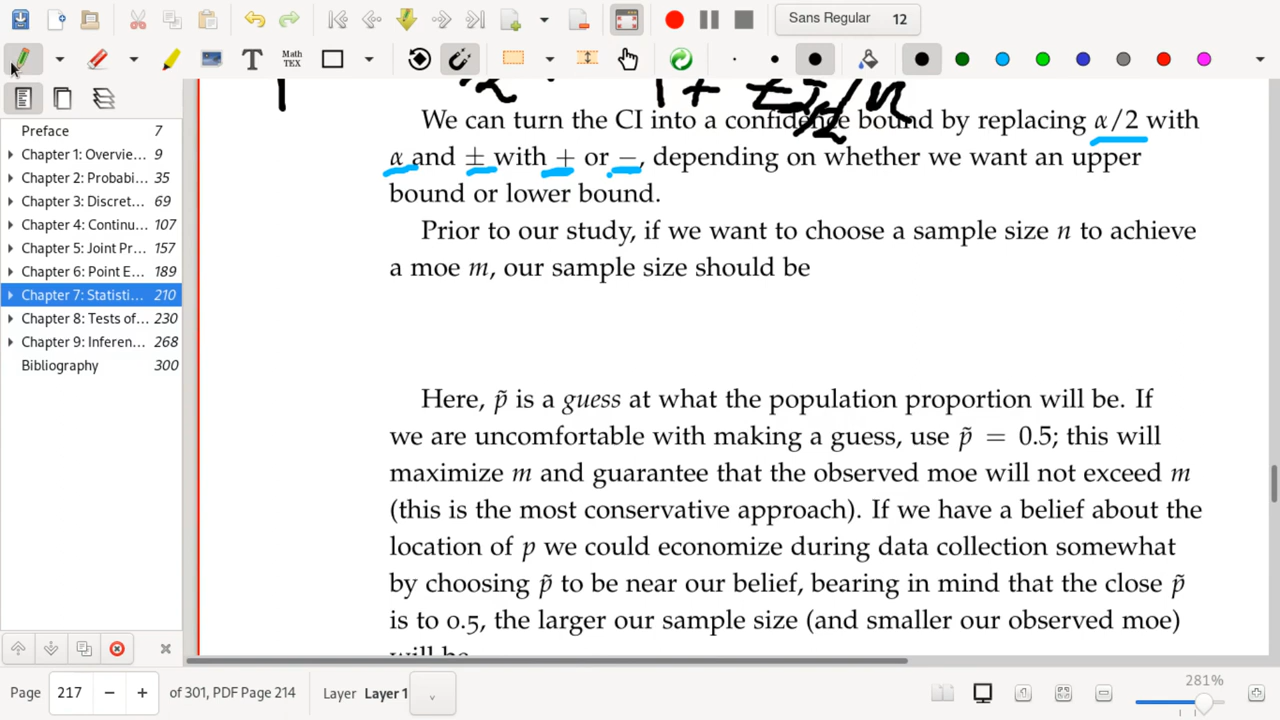 Sans Regular 12
Math TEX
Preface 7
Chapter 1: Overvie... 9
Chapter 2: Probabi... 35
Chapter 3: Discret... 69
Chapter 4: Continu... 107
Chapter 5: Joint Pr... 157
Chapter 6: Point E... 189
Chapter 7: Statisti... 210
Chapter 8: Tests of... 230
Chapter 9: Inferen... 268
Bibliography 300
We can turn the CI into a confidence bound by replacing α/2 with
α and ± with + or −, depending on whether we want an upper
bound or lower bound.
Prior to our study, if we want to choose a sample size n to achieve
a moe m, our sample size should be
Here, p̃ is a guess at what the population proportion will be. If
we are uncomfortable with making a guess, use p̃ = 0.5; this will
maximize m and guarantee that the observed moe will not exceed m
(this is the most conservative approach). If we have a belief about the
location of p we could economize during data collection somewhat
by choosing p̃ to be near our belief, bearing in mind that the close p̃
is to 0.5, the larger our sample size (and smaller our observed moe)
will be
Page 217 − + of 301, PDF Page 214 Layer Layer 1 281%